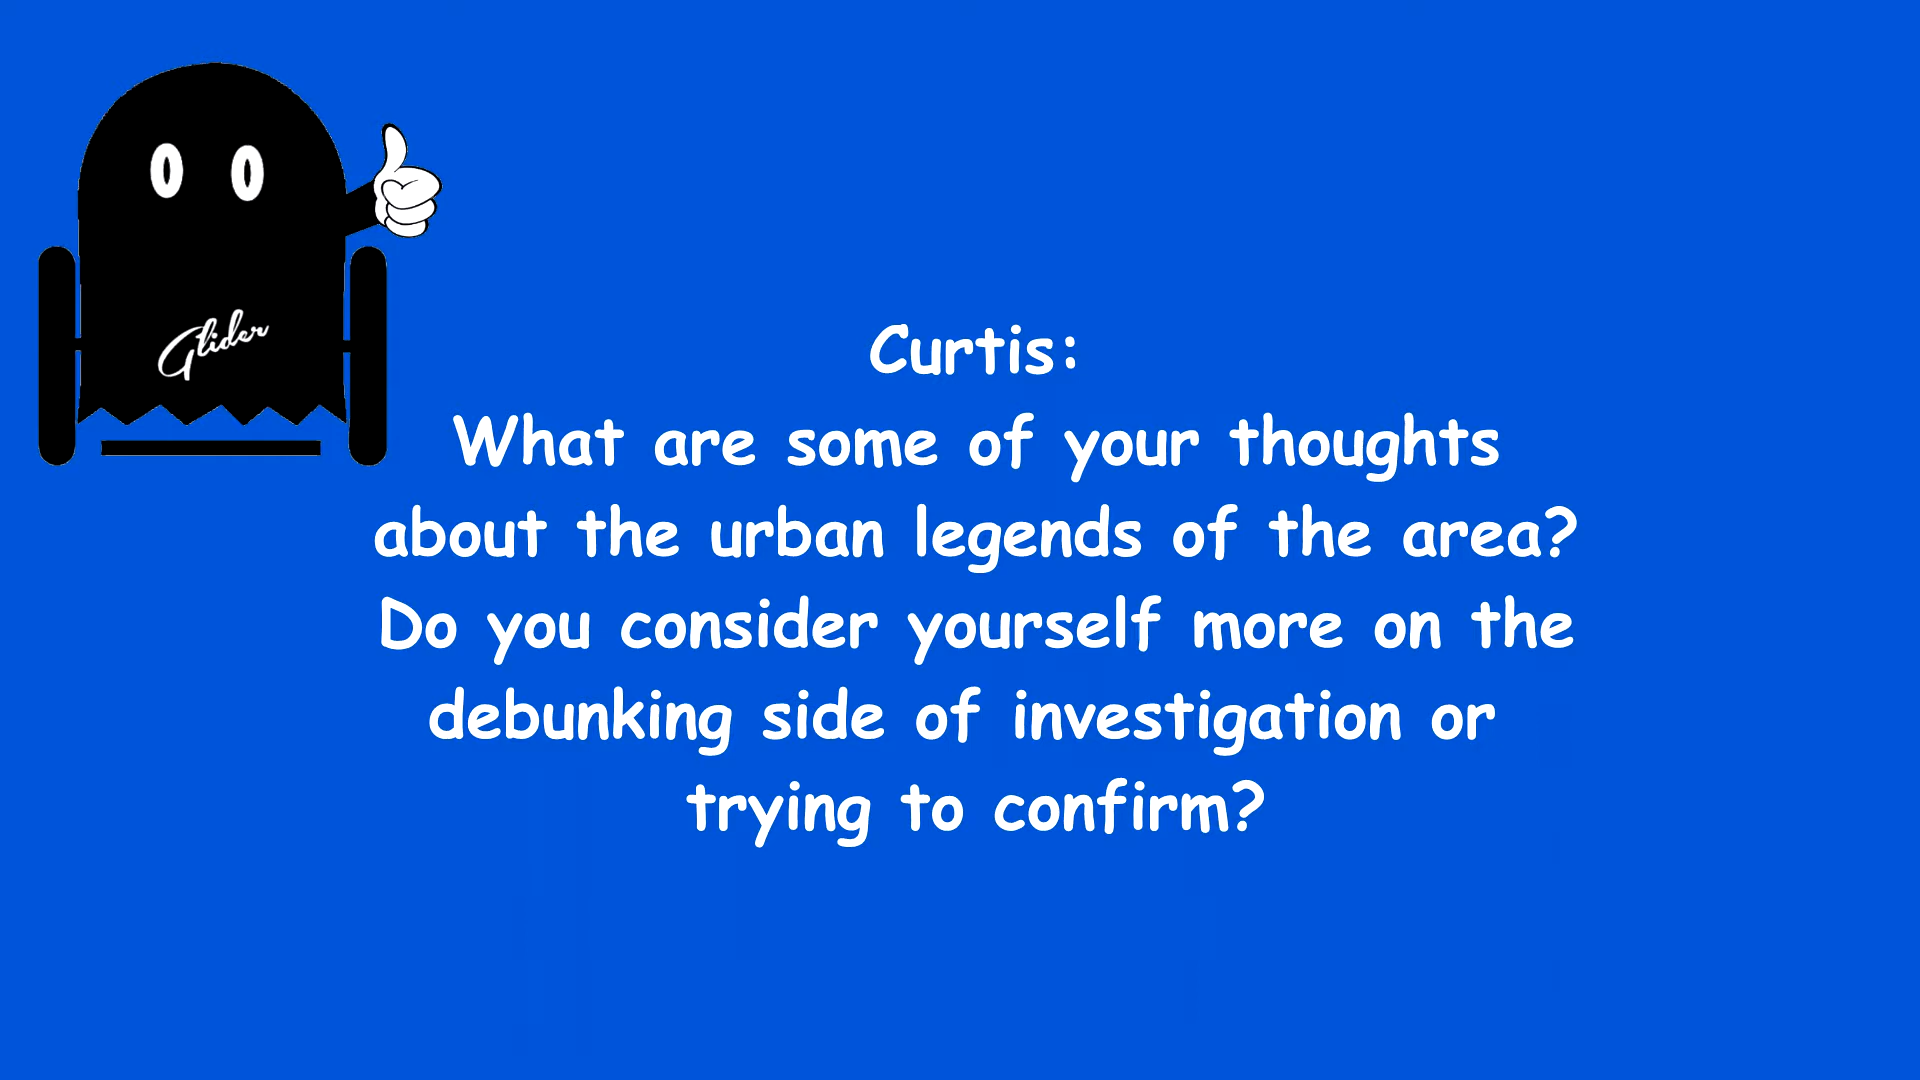 Glider
Curtis:
What are some of your thoughts
about the urban legends of the area?
Do you consider yourself more on the
debunking side of investigation or
trying to confirm?